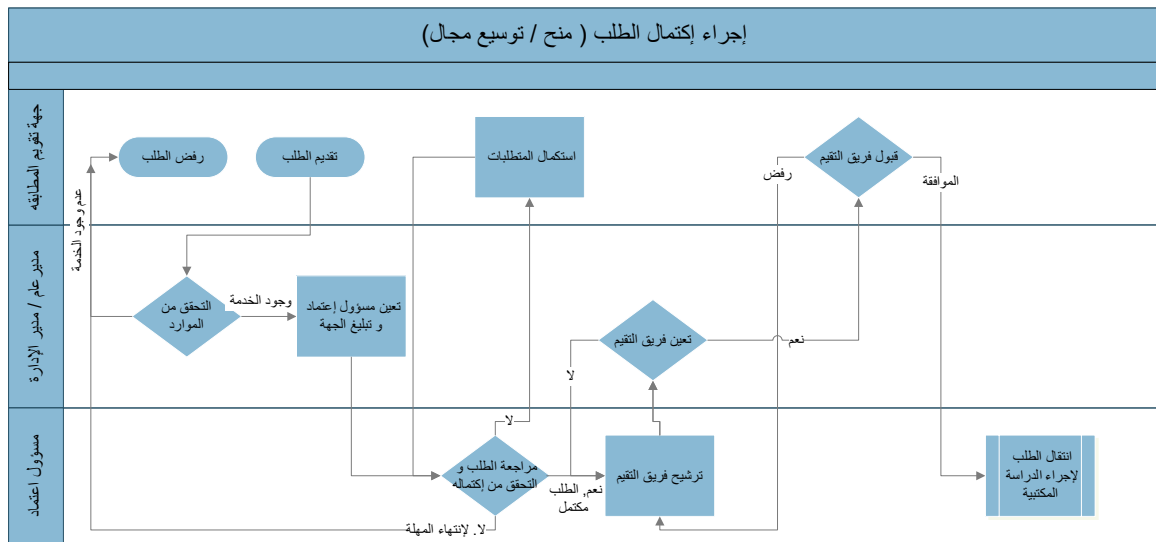 إجراء إكتمال الطلب ( منح / توسيع مجال)
جهة تقويم المطابقه
رفض الطلب
تقديم الطلب
استكمال المتطلبات
قبول فريق التقيم
رفض
الموافقة
عدم وجود الخدمة
مدير عام / مدير الإدارة
التحقق من
الموارد
وجود الخدمة
تعين مسؤول إعتماد
و تبليغ الجهة
تعين فريق التقيم
نعم
لا
مسؤول اعتماد
لا
مراجعة الطلب و
التحقق من إكتماله
نعم, الطلب
مكتمل
ترشيح فريق التقيم
انتقال الطلب
لإجراء الدراسة
المكتبية
لا. لإنتهاء المهلة